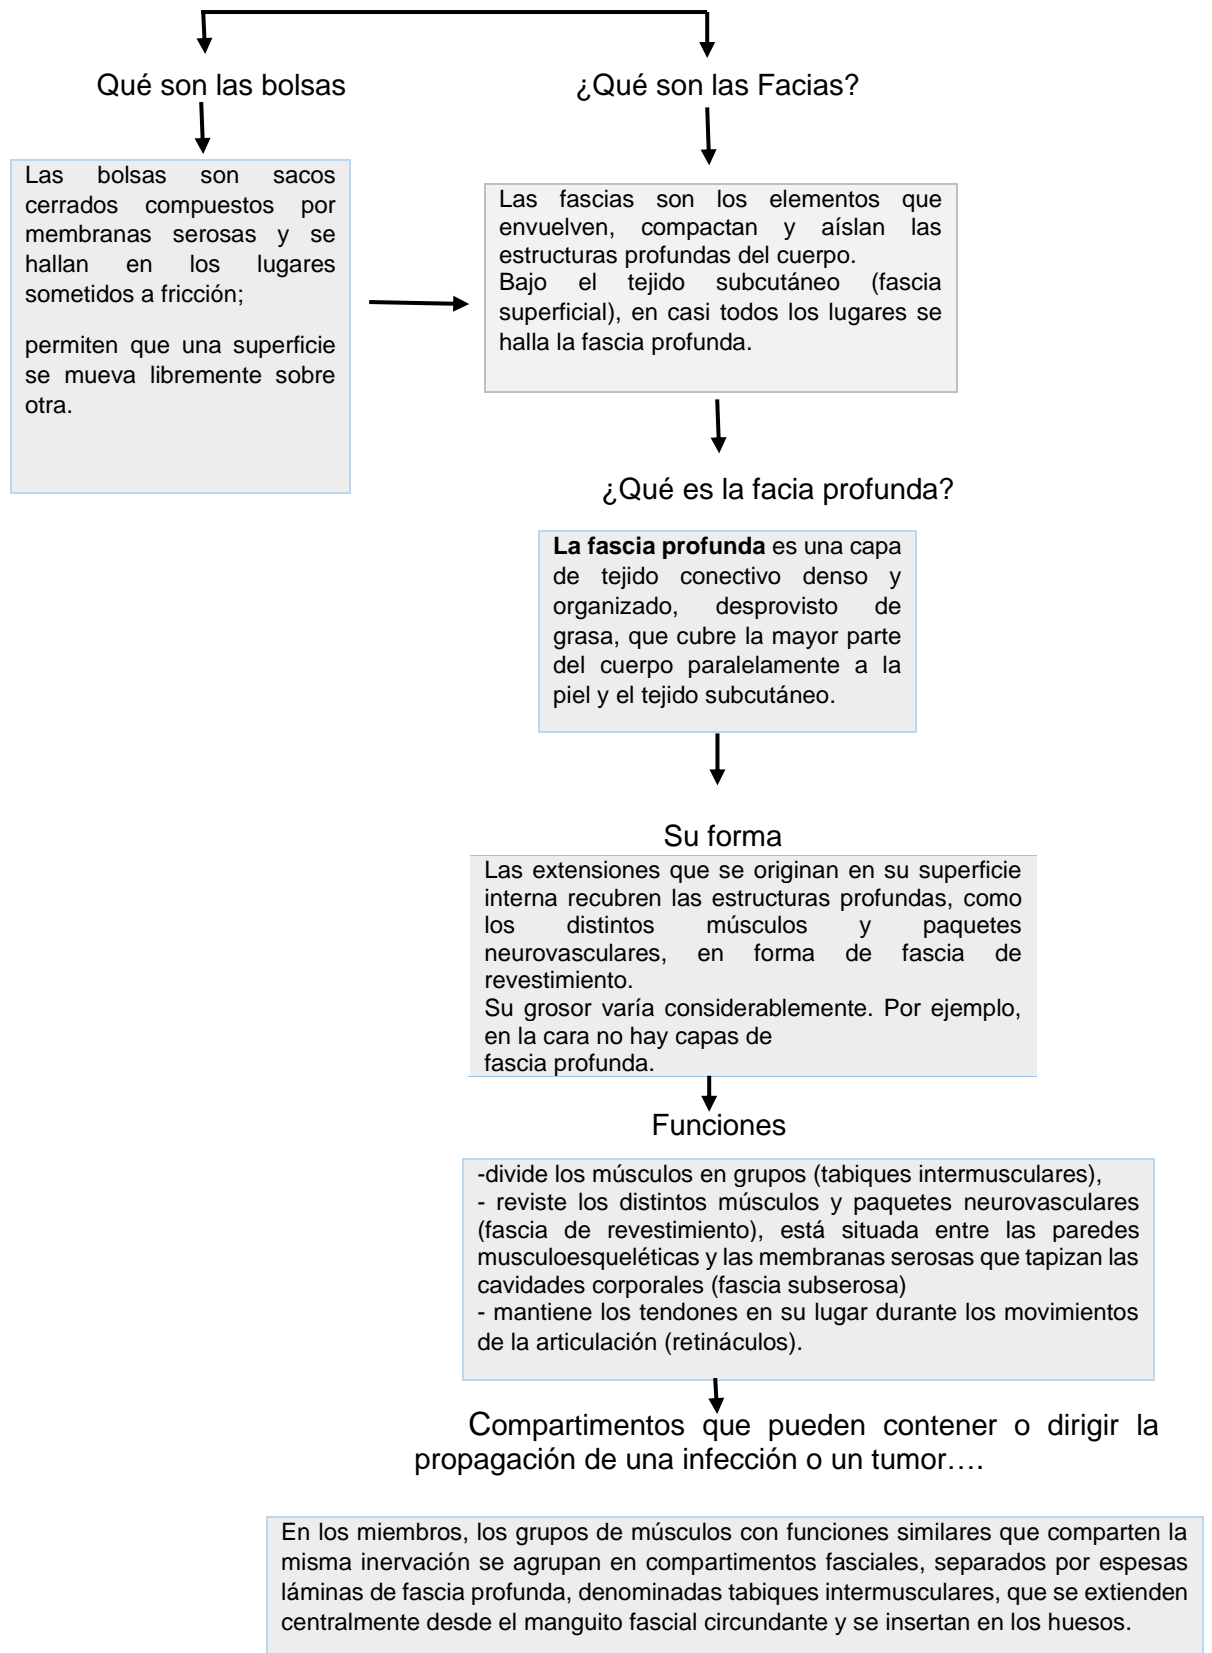 Qué son las bolsas
¿Qué son las Facias?
Las bolsas son sacos
cerrados compuestos por
membranas serosas y se
hallan en los lugares
sometidos a fricción;
permiten que una superficie
se mueva libremente sobre
otra.
Las fascias son los elementos que
envuelven, compactan y aíslan las
estructuras profundas del cuerpo.
Bajo el tejido subcutáneo (fascia
superficial), en casi todos los lugares se
halla la fascia profunda.
¿Qué es la facia profunda?
La fascia profunda es una capa
de tejido conectivo denso y
organizado, desprovisto de
grasa, que cubre la mayor parte
del cuerpo paralelamente a la
piel y el tejido subcutáneo.
Su forma
Las extensiones que se originan en su superficie
interna recubren las estructuras profundas, como
los distintos músculos y paquetes
neurovasculares, en forma de fascia de
revestimiento.
Su grosor varía considerablemente. Por ejemplo,
en la cara no hay capas de
fascia profunda.
Funciones
-divide los músculos en grupos (tabiques intermusculares),
- reviste los distintos músculos y paquetes neurovasculares
(fascia de revestimiento), está situada entre las paredes
musculoesqueléticas y las membranas serosas que tapizan las
cavidades corporales (fascia subserosa)
- mantiene los tendones en su lugar durante los movimientos
de la articulación (retináculos).
Compartimentos que pueden contener o dirigir la
propagación de una infección o un tumor….
En los miembros, los grupos de músculos con funciones similares que comparten la
misma inervación se agrupan en compartimentos fasciales, separados por espesas
láminas de fascia profunda, denominadas tabiques intermusculares, que se extienden
centralmente desde el manguito fascial circundante y se insertan en los huesos.